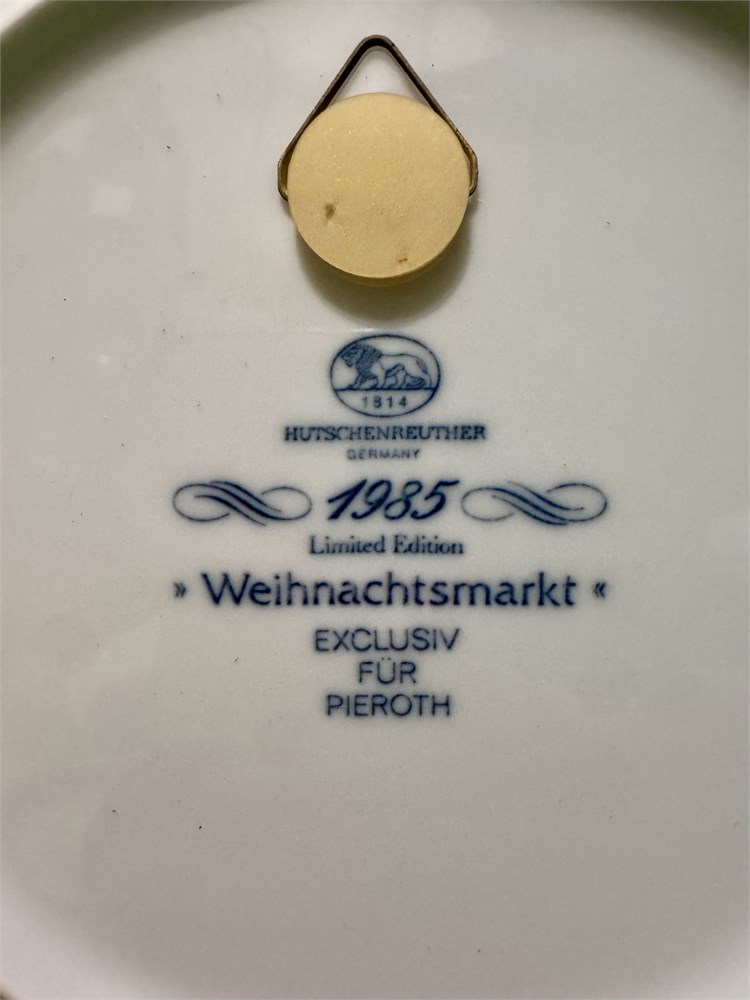 1814
HUTSCHENREUTHER
GERMANY
1985
Limited Edition
» Weihnachtsmarkt «
EXCLUSIV
FÜR
PIEROTH